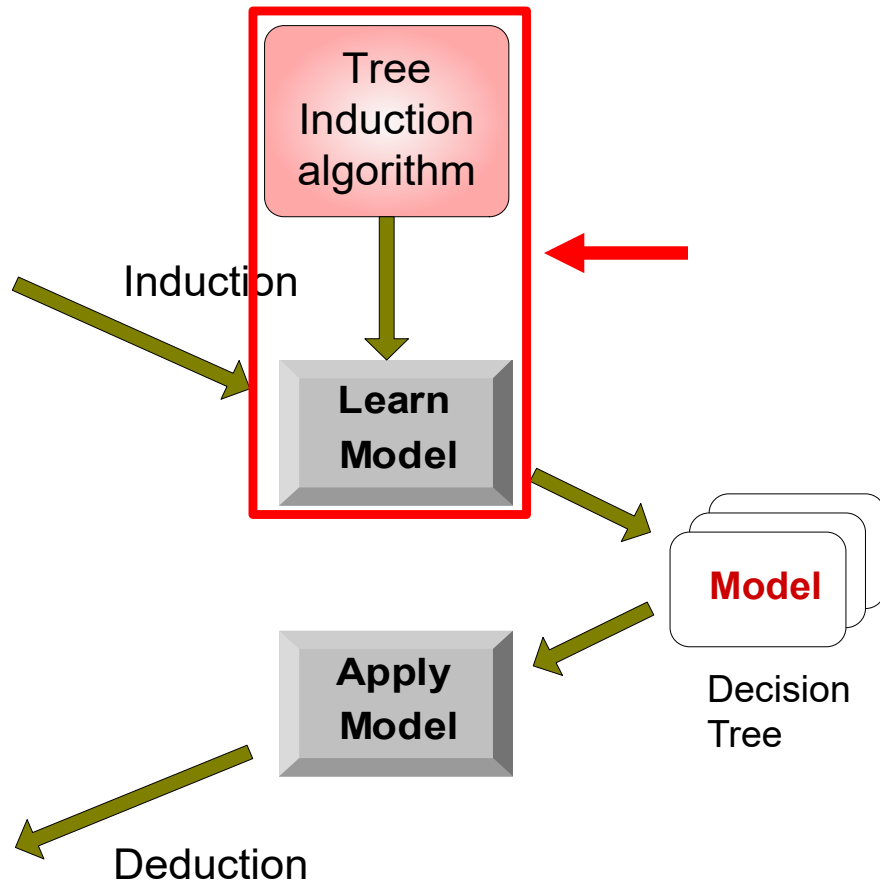 Tree
Induction
algorithm
Induction
Learn
Model
Model
Apply
Model
Decision
Tree
Deduction